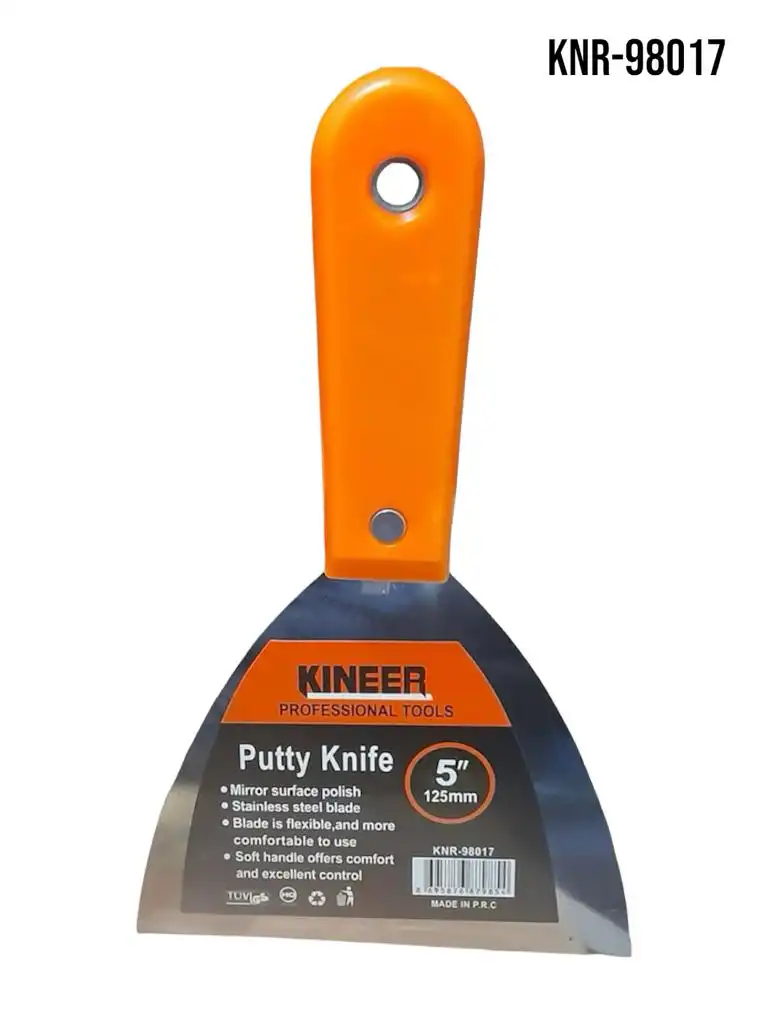 KNR-98017
KINEER
PROFESSIONAL TOOLS
Putty Knife
5"
125mm
• Mirror surface polish
• Stainless steel blade
• Blade is flexible,and more
comfortable to use
• Soft handle offers comfort
and excellent control
KNR-98017
TUV GS
MADE IN P.R.C